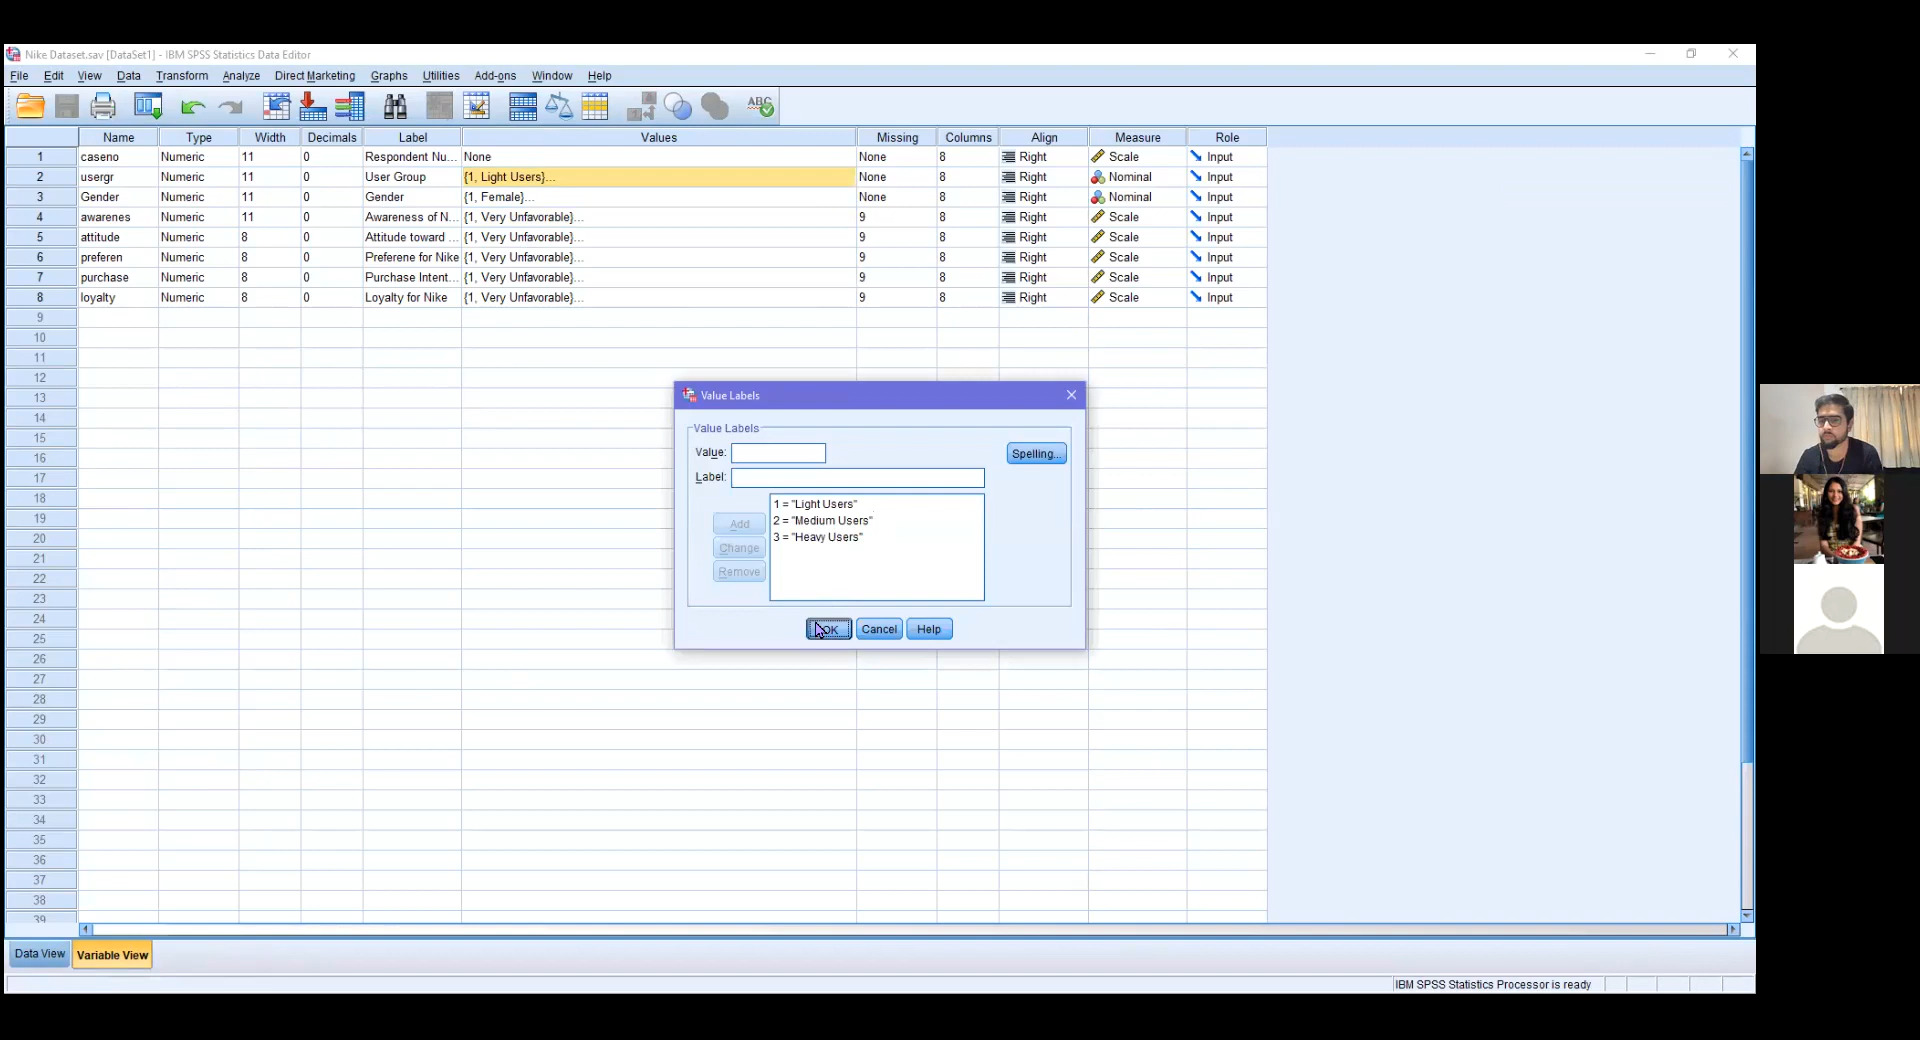 Nike Dataset.sav [DataSet1] - IBM SPSS Statistics Data Editor
File Edit View Data Transform Analyze Direct Marketing Graphs Utilities Add-ons Window Help
Name Type Width Decimals Label Values Missing Columns Align Measure Role
1 caseno Numeric 11 0 Respondent Nu... None None 8 Right Scale Input
2 usergr Numeric 11 0 User Group {1, Light Users}... None 8 Right Nominal Input
3 Gender Numeric 11 0 Gender {1, Female}... None 8 Right Nominal Input
4 awarenes Numeric 11 0 Awareness of N... {1, Very Unfavorable}... 9 8 Right Scale Input
5 attitude Numeric 8 0 Attitude toward ... {1, Very Unfavorable}... 9 8 Right Scale Input
6 preferen Numeric 8 0 Preferene for Nike {1, Very Unfavorable}... 9 8 Right Scale Input
7 purchase Numeric 8 0 Purchase Intent... {1, Very Unfavorable}... 9 8 Right Scale Input
8 loyalty Numeric 8 0 Loyalty for Nike {1, Very Unfavorable}... 9 8 Right Scale Input
9
10
11
12
13
14
15
16
17
18
19
20
21
22
23
24
25
26
27
28
29
30
31
32
33
34
35
36
37
38
39
Value Labels
Value Labels
Value:
Spelling...
Label:
1 = "Light Users"
2 = "Medium Users"
3 = "Heavy Users"
Add
Change
Remove
OK Cancel Help
Data View Variable View
IBM SPSS Statistics Processor is ready